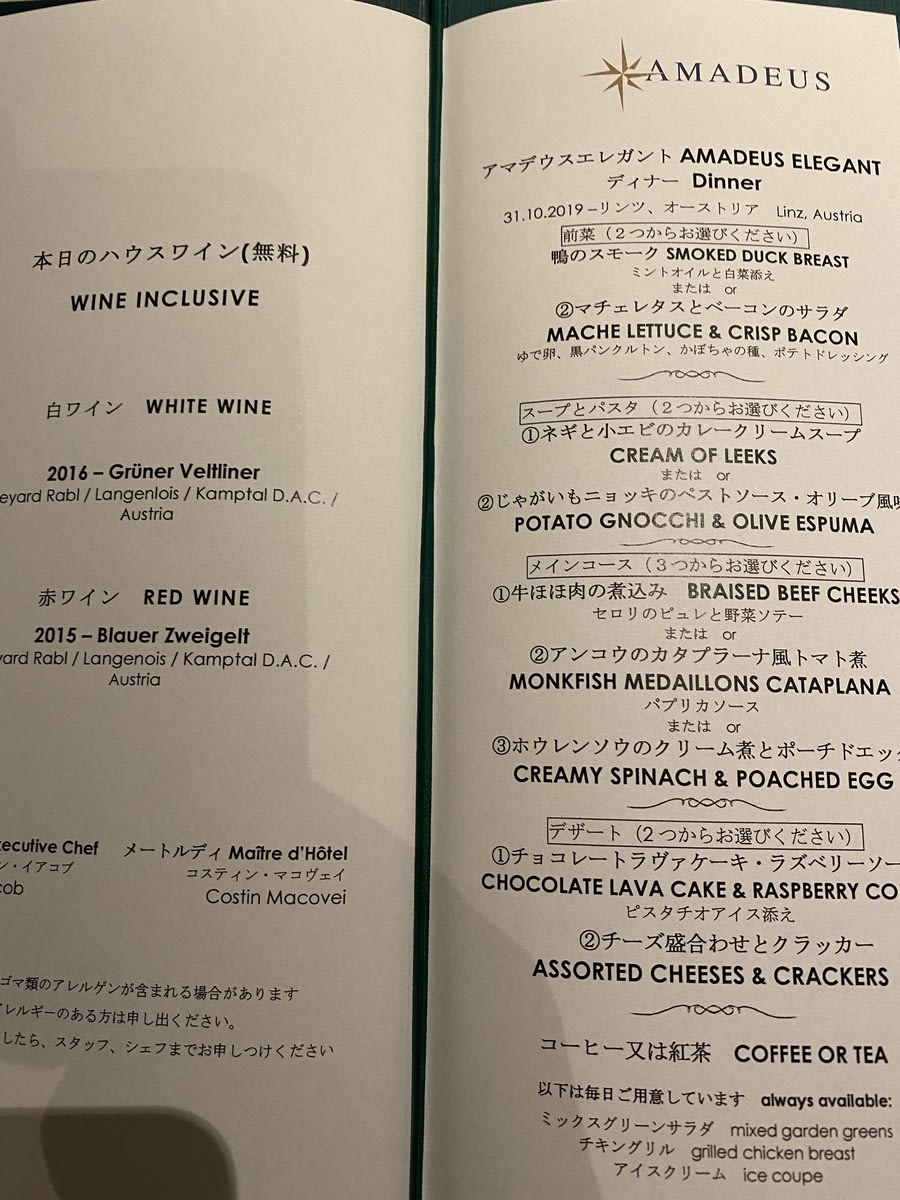 本日のハウスワイン(無料)
WINE INCLUSIVE
白ワイン WHITE WINE
2016 – Grüner Veltliner
eyard Rabl / Langenlois / Kamptal D.A.C. /
Austria
赤ワイン RED WINE
2015 – Blauer Zweigelt
yard Rabl / Langenois / Kamptal D.A.C. /
Austria
xecutive Chef
ン・イアコブ
cob
メートルディ Maître d'Hôtel
コスティン・マコヴェイ
Costin Macovei
ゴマ類のアレルゲンが含まれる場合があります
アレルギーのある方は申し出ください。
したら、スタッフ、シェフまでお申しつけください
AMADEUS
アマデウスエレガント AMADEUS ELEGANT
ディナー Dinner
31.10.2019 –リンツ、オーストリア Linz, Austria
前菜（２つからお選びください）
鴨のスモーク SMOKED DUCK BREAST
ミントオイルと白菜添え
または or
②マチェレタスとベーコンのサラダ
MACHE LETTUCE & CRISP BACON
ゆで卵、黒パンクルトン、かぼちゃの種、ポテトドレッシング
スープとパスタ（２つからお選びください）
①ネギと小エビのカレークリームスープ
CREAM OF LEEKS
または or
②じゃがいもニョッキのペストソース・オリーブ風味
POTATO GNOCCHI & OLIVE ESPUMA
メインコース（３つからお選びください）
①牛ほほ肉の煮込み BRAISED BEEF CHEEKS
セロリのピュレと野菜ソテー
または or
②アンコウのカタプラーナ風トマト煮
MONKFISH MEDAILLONS CATAPLANA
パプリカソース
または or
③ホウレンソウのクリーム煮とポーチドエッグ
CREAMY SPINACH & POACHED EGG
デザート（２つからお選びください）
①チョコレートラヴァケーキ・ラズベリーソー
CHOCOLATE LAVA CAKE & RASPBERRY CO
ピスタチオアイス添え
②チーズ盛合わせとクラッカー
ASSORTED CHEESES & CRACKERS
コーヒー又は紅茶 COFFEE OR TEA
以下は毎日ご用意しています always available:
ミックスグリーンサラダ mixed garden greens
チキングリル grilled chicken breast
アイスクリーム ice coupe